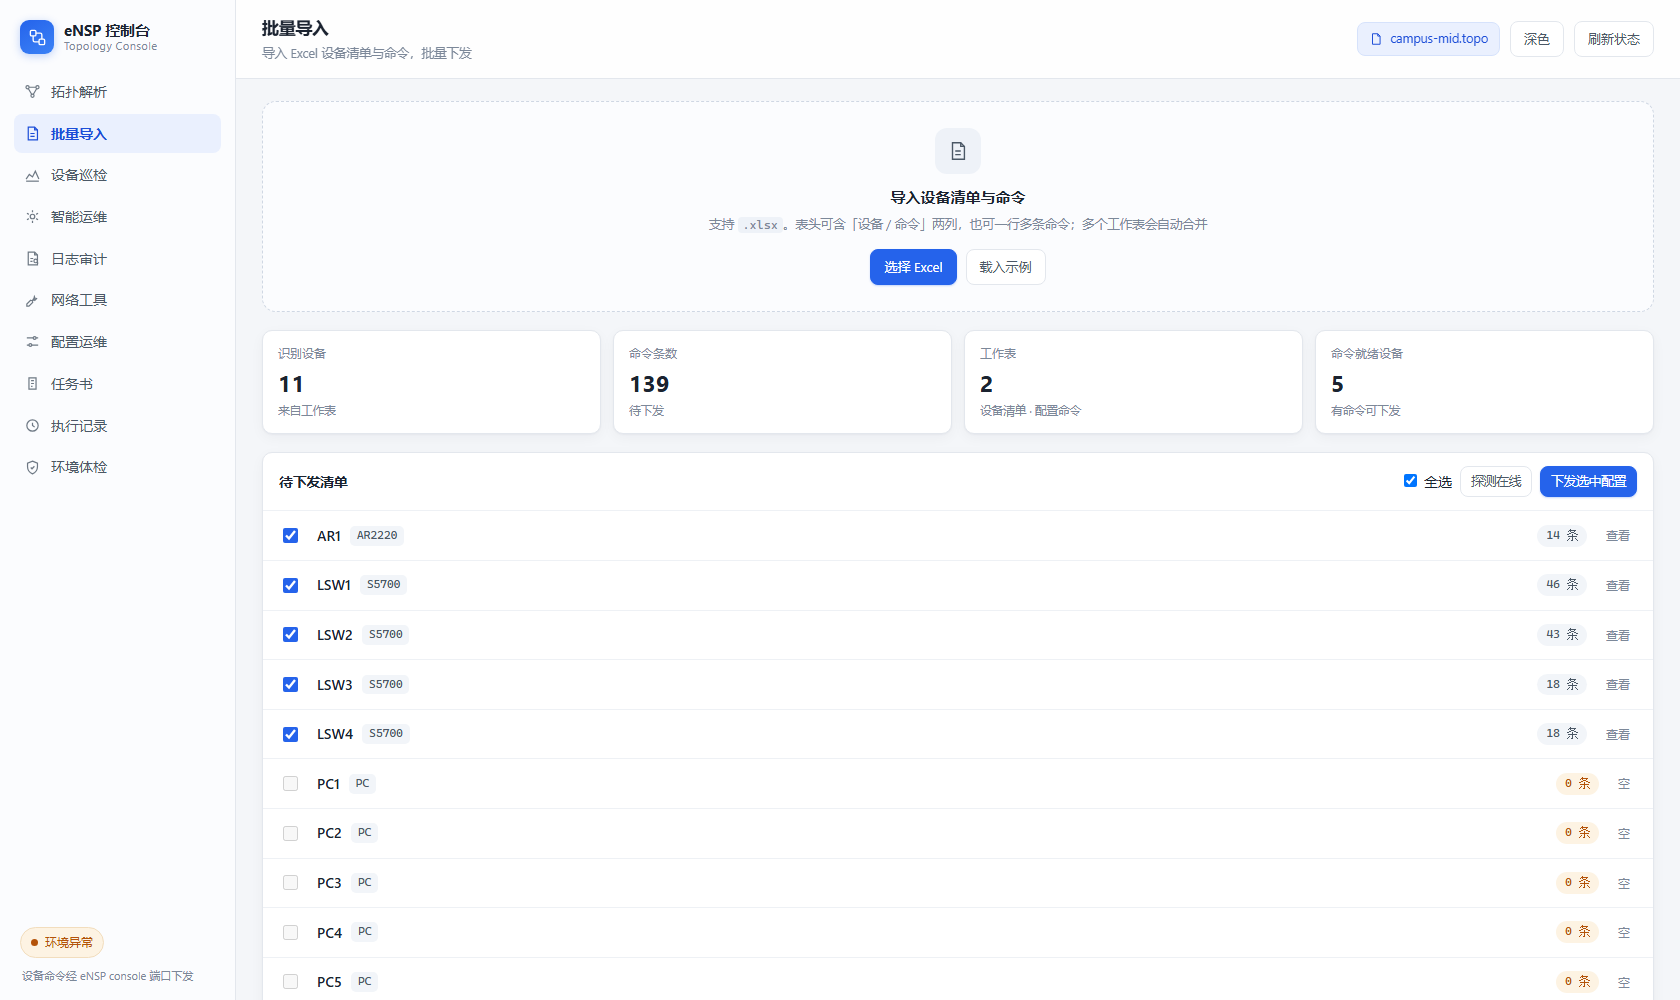 eNSP 控制台
Topology Console
拓扑解析
批量导入
设备巡检
智能运维
日志审计
网络工具
配置运维
任务书
执行记录
环境体检
环境异常
设备命令经 eNSP console 端口下发
批量导入
导入 Excel 设备清单与命令，批量下发
campus-mid.topo
深色
刷新状态
导入设备清单与命令
支持 .xlsx 。表头可含「设备 / 命令」两列，也可一行多条命令；多个工作表会自动合并
选择 Excel
载入示例
识别设备
11
来自工作表
命令条数
139
待下发
工作表
2
设备清单 · 配置命令
命令就绪设备
5
有命令可下发
待下发清单
全选
探测在线
下发选中配置
AR1 AR2220 14 条 查看
LSW1 S5700 46 条 查看
LSW2 S5700 43 条 查看
LSW3 S5700 18 条 查看
LSW4 S5700 18 条 查看
PC1 PC 0 条 空
PC2 PC 0 条 空
PC3 PC 0 条 空
PC4 PC 0 条 空
PC5 PC 0 条 空